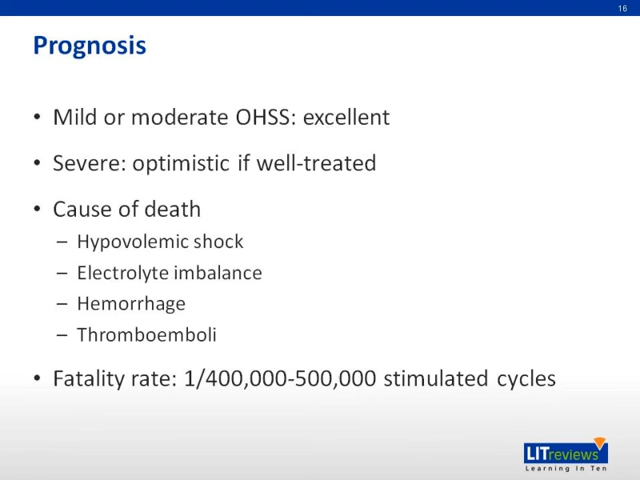 16
Prognosis
• Mild or moderate OHSS: excellent
• Severe: optimistic if well-treated
• Cause of death
– Hypovolemic shock
– Electrolyte imbalance
– Hemorrhage
– Thromboemboli
• Fatality rate: 1/400,000-500,000 stimulated cycles
LITreviews
Learning In Ten